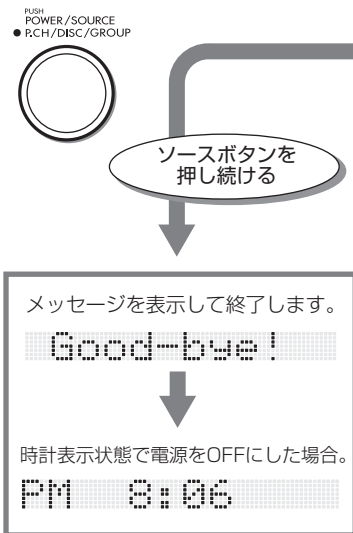 PUSH
POWER/SOURCE
● P.CH/DISC/GROUP
ソースボタンを
押し続ける
メッセージを表示して終了します。
Good-bye!
時計表示状態で電源をOFFにした場合。
PM 8:06